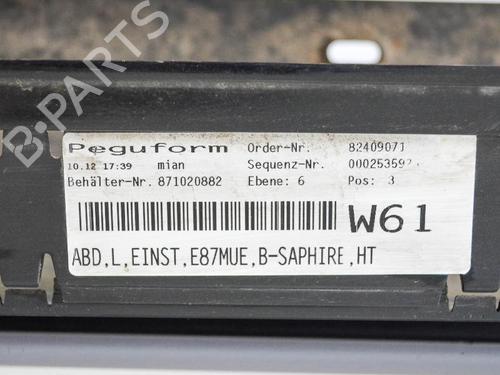 B-PARTS
Peguform Order-Nr. 82409071
10.12 17:39 mian Sequenz-Nr. 000253597
Behälter-Nr. 871020882 Ebene: 6 Pos: 3
W61
ABD,L,EINST,E87MUE,B-SAPHIRE,HT